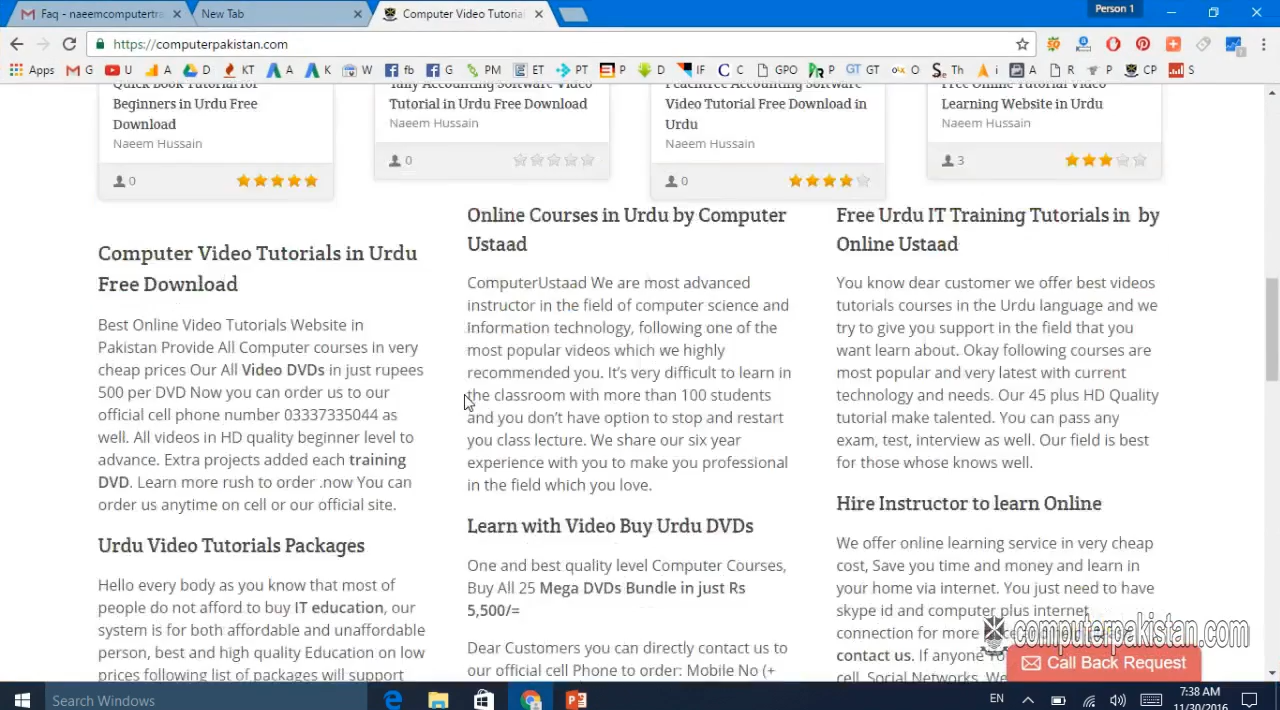 Faq - naeemcomputertra
New Tab
Computer Video Tutorial
Person 1
https://computerpakistan.com
Apps G U A D KT A K W fb G PM ET PT P D IF C GPO P GT O Th i A R P CP S
Quick Book Tutorial for
Beginners in Urdu Free
Download
Naeem Hussain
0
Tally Accounting Software Video
Tutorial in Urdu Free Download
Naeem Hussain
0
Peachtree Accounting Software
Video Tutorial Free Download in
Urdu
Naeem Hussain
0
Free Online Tutorial Video
Learning Website in Urdu
Naeem Hussain
3
Computer Video Tutorials in Urdu
Free Download
Best Online Video Tutorials Website in
Pakistan Provide All Computer courses in very
cheap prices Our All Video DVDs in just rupees
500 per DVD Now you can order us to our
official cell phone number 03337335044 as
well. All videos in HD quality beginner level to
advance. Extra projects added each training
DVD. Learn more rush to order .now You can
order us anytime on cell or our official site.
Urdu Video Tutorials Packages
Hello every body as you know that most of
people do not afford to buy IT education, our
system is for both affordable and unaffordable
person, best and high quality Education on low
prices following list of packages will support
Online Courses in Urdu by Computer
Ustaad
ComputerUstaad We are most advanced
instructor in the field of computer science and
information technology, following one of the
most popular videos which we highly
recommended you. It's very difficult to learn in
the classroom with more than 100 students
and you don't have option to stop and restart
you class lecture. We share our six year
experience with you to make you professional
in the field which you love.
Learn with Video Buy Urdu DVDs
One and best quality level Computer Courses,
Buy All 25 Mega DVDs Bundle in just Rs
5,500/=
Dear Customers you can directly contact us to
our official cell Phone to order: Mobile No (+
Free Urdu IT Training Tutorials in by
Online Ustaad
You know dear customer we offer best videos
tutorials courses in the Urdu language and we
try to give you support in the field that you
want learn about. Okay following courses are
most popular and very latest with current
technology and needs. Our 45 plus HD Quality
tutorial make talented. You can pass any
exam, test, interview as well. Our field is best
for those whose knows well.
Hire Instructor to learn Online
We offer online learning service in very cheap
cost, Save you time and money and learn in
your home via internet. You just need to have
skype id and computer plus internet
connection for more
contact us. If anyone
cell, Social Networks, We
computerpakistan.com
Call Back Request
Search Windows
EN
7:38 AM
11/30/2016